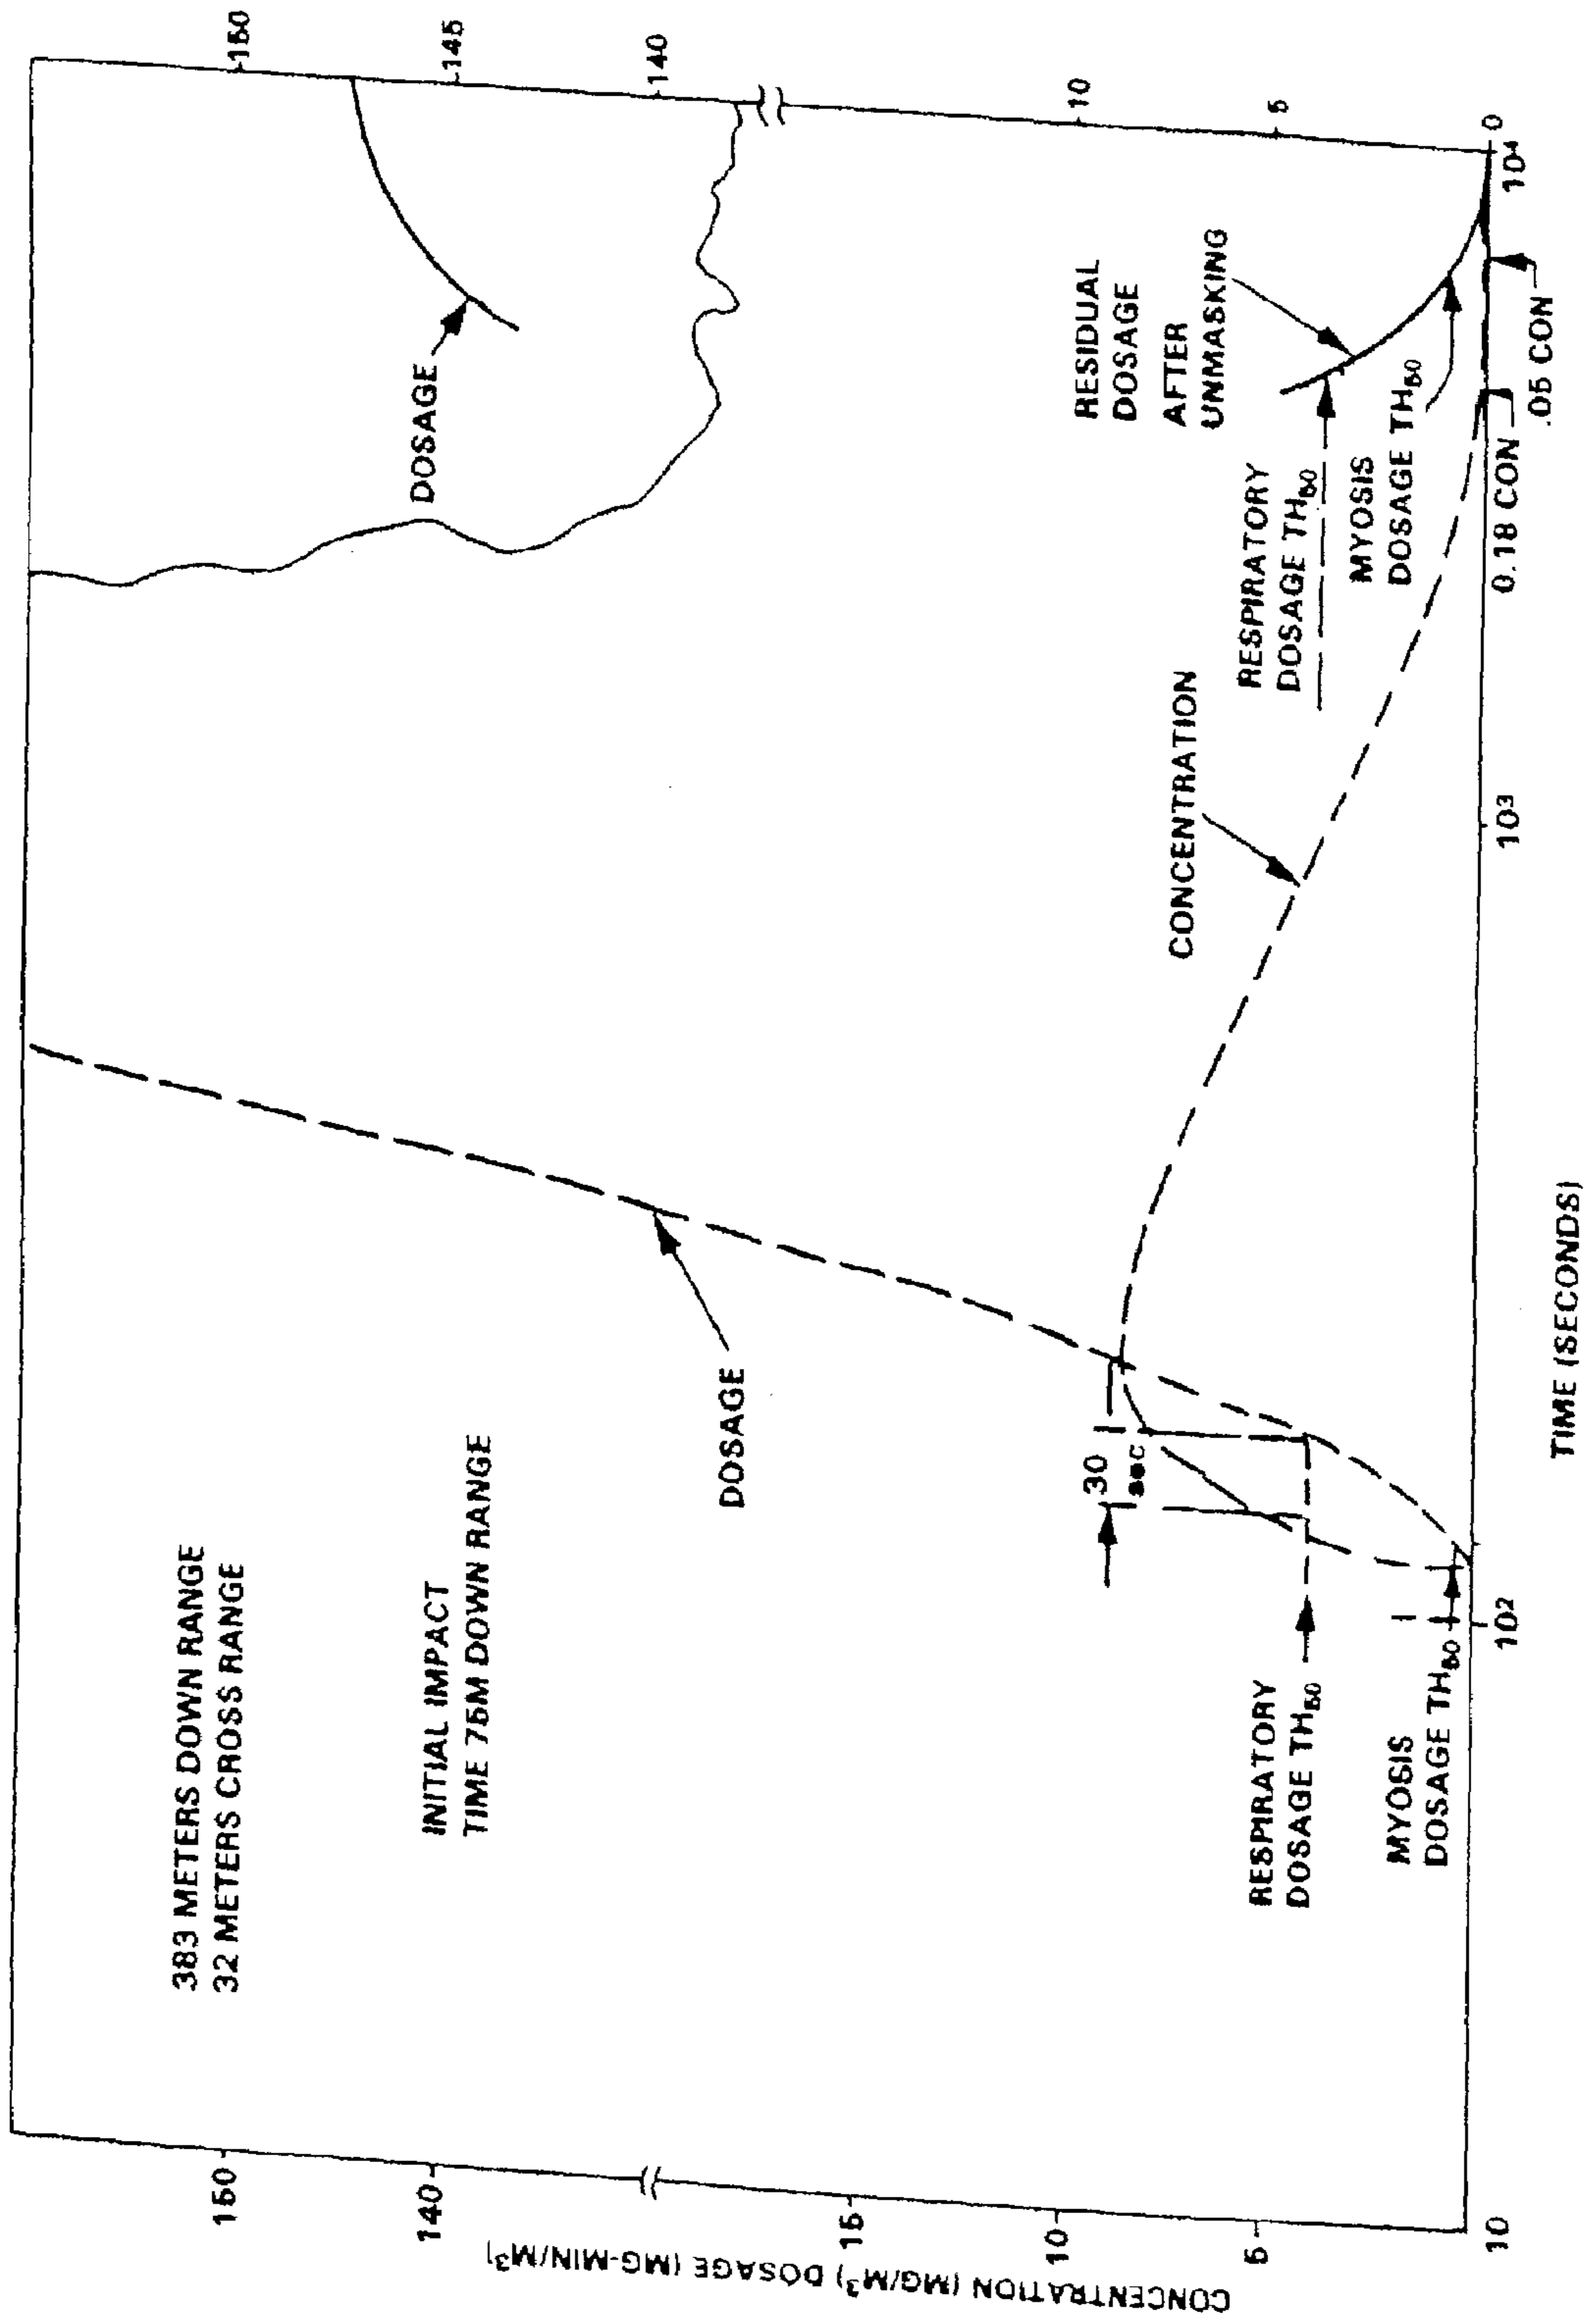 383 METERS DOWN RANGE
32 METERS CROSS RANGE
INITIAL IMPACT
TIME 75M DOWN RANGE
DOSAGE
DOSAGE
150
140
15
10
5
CONCENTRATION (MG/M³) DOSAGE (MG-MIN/M³)
150
145
140
10
5
0
30
sec
CONCENTRATION
RESIDUAL
DOSAGE
AFTER
UNMASKING
RESPIRATORY
DOSAGE TH50
MYOSIS
DOSAGE TH50
RESPIRATORY
DOSAGE TH50
MYOSIS
DOSAGE TH50
0.18 CON
.05 CON
10
10²
10³
10⁴
TIME (SECONDS)